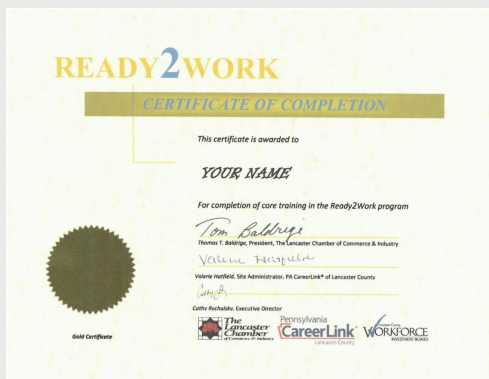 READY2WORK
CERTIFICATE OF COMPLETION
This certificate is awarded to
YOUR NAME
For completion of core training in the Ready2Work program
Tom Baldrige
Thomas T. Baldrige, President, The Lancaster Chamber of Commerce & Industry
Valerie Hatfield
Valerie Hatfield, Site Administrator, PA CareerLink® of Lancaster County
Cathy Rychalsky, Executive Director
The Lancaster Chamber
of Commerce & Industry
Pennsylvania
CareerLink
Lancaster County
Lancaster County
WORKFORCE
INVESTMENT BOARD
Gold Certificate